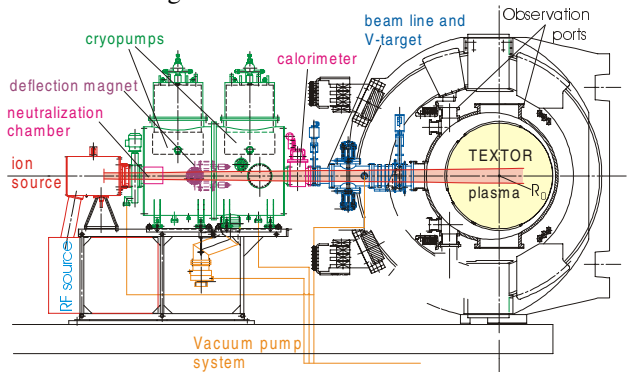 beam line and
V-target
Observation
ports
cryopumps
calorimeter
deflection magnet
neutralization
chamber
ion
source
TEXTOR
plasma
R0
RF source
Vacuum pump
system